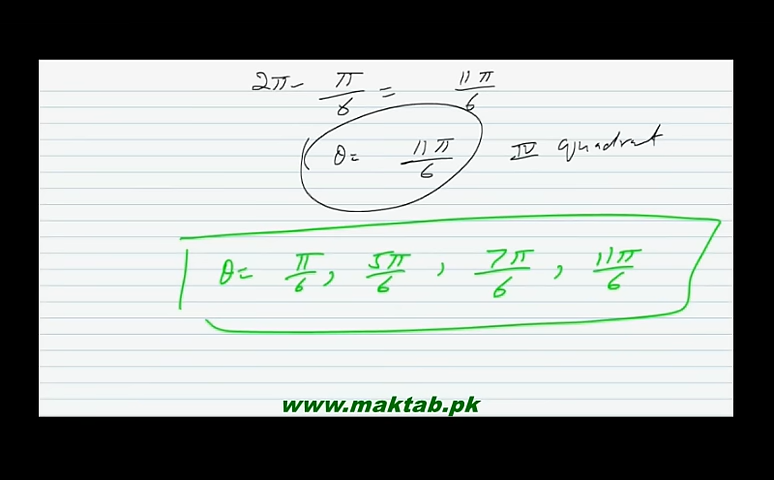 2π - π/6 = 11π/6
θ = 11π/6 IV quadrant
θ = π/6, 5π/6, 7π/6, 11π/6
www.maktab.pk